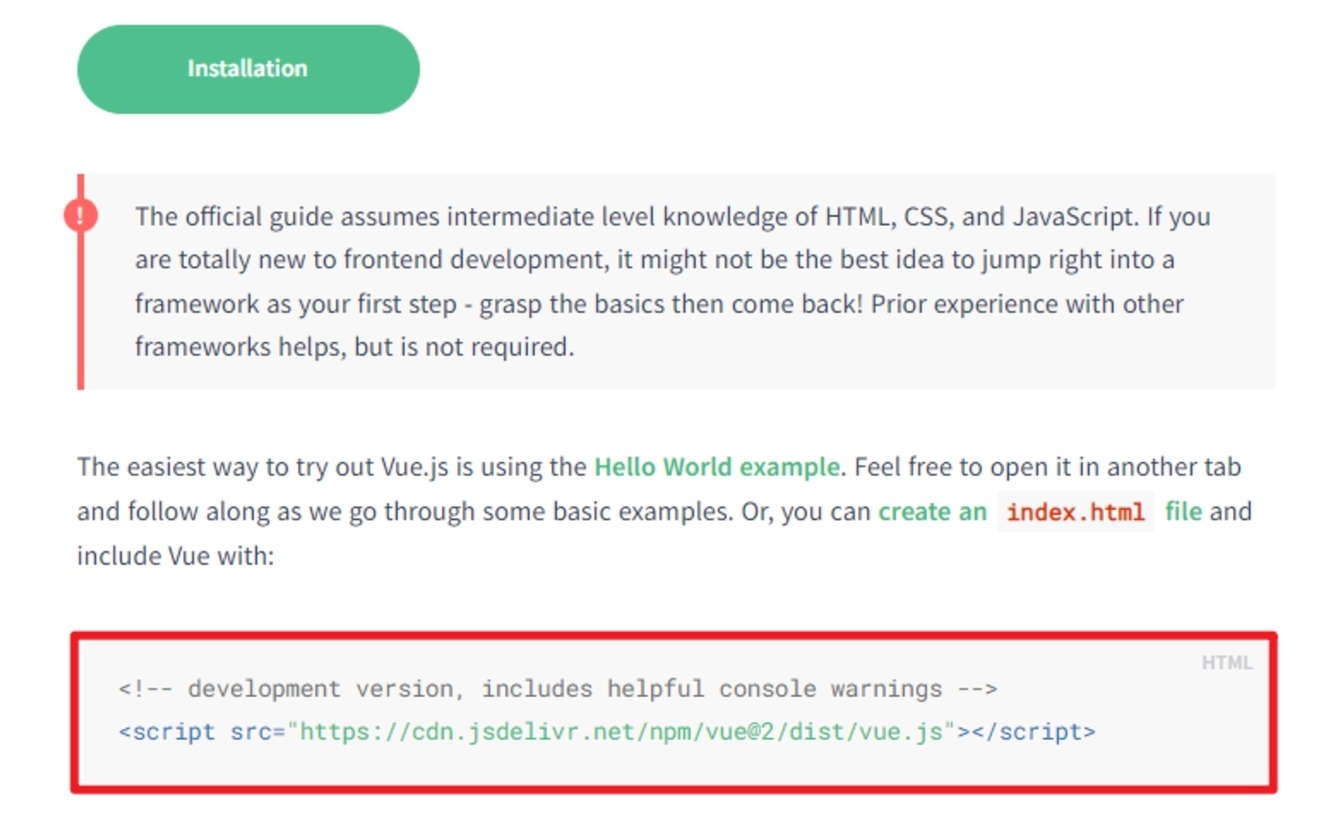 Installation
!
The official guide assumes intermediate level knowledge of HTML, CSS, and JavaScript. If you
are totally new to frontend development, it might not be the best idea to jump right into a
framework as your first step - grasp the basics then come back! Prior experience with other
frameworks helps, but is not required.
The easiest way to try out Vue.js is using the Hello World example. Feel free to open it in another tab
and follow along as we go through some basic examples. Or, you can create an index.html file and
include Vue with:
HTML
<!-- development version, includes helpful console warnings -->
<script src="https://cdn.jsdelivr.net/npm/vue@2/dist/vue.js"></script>